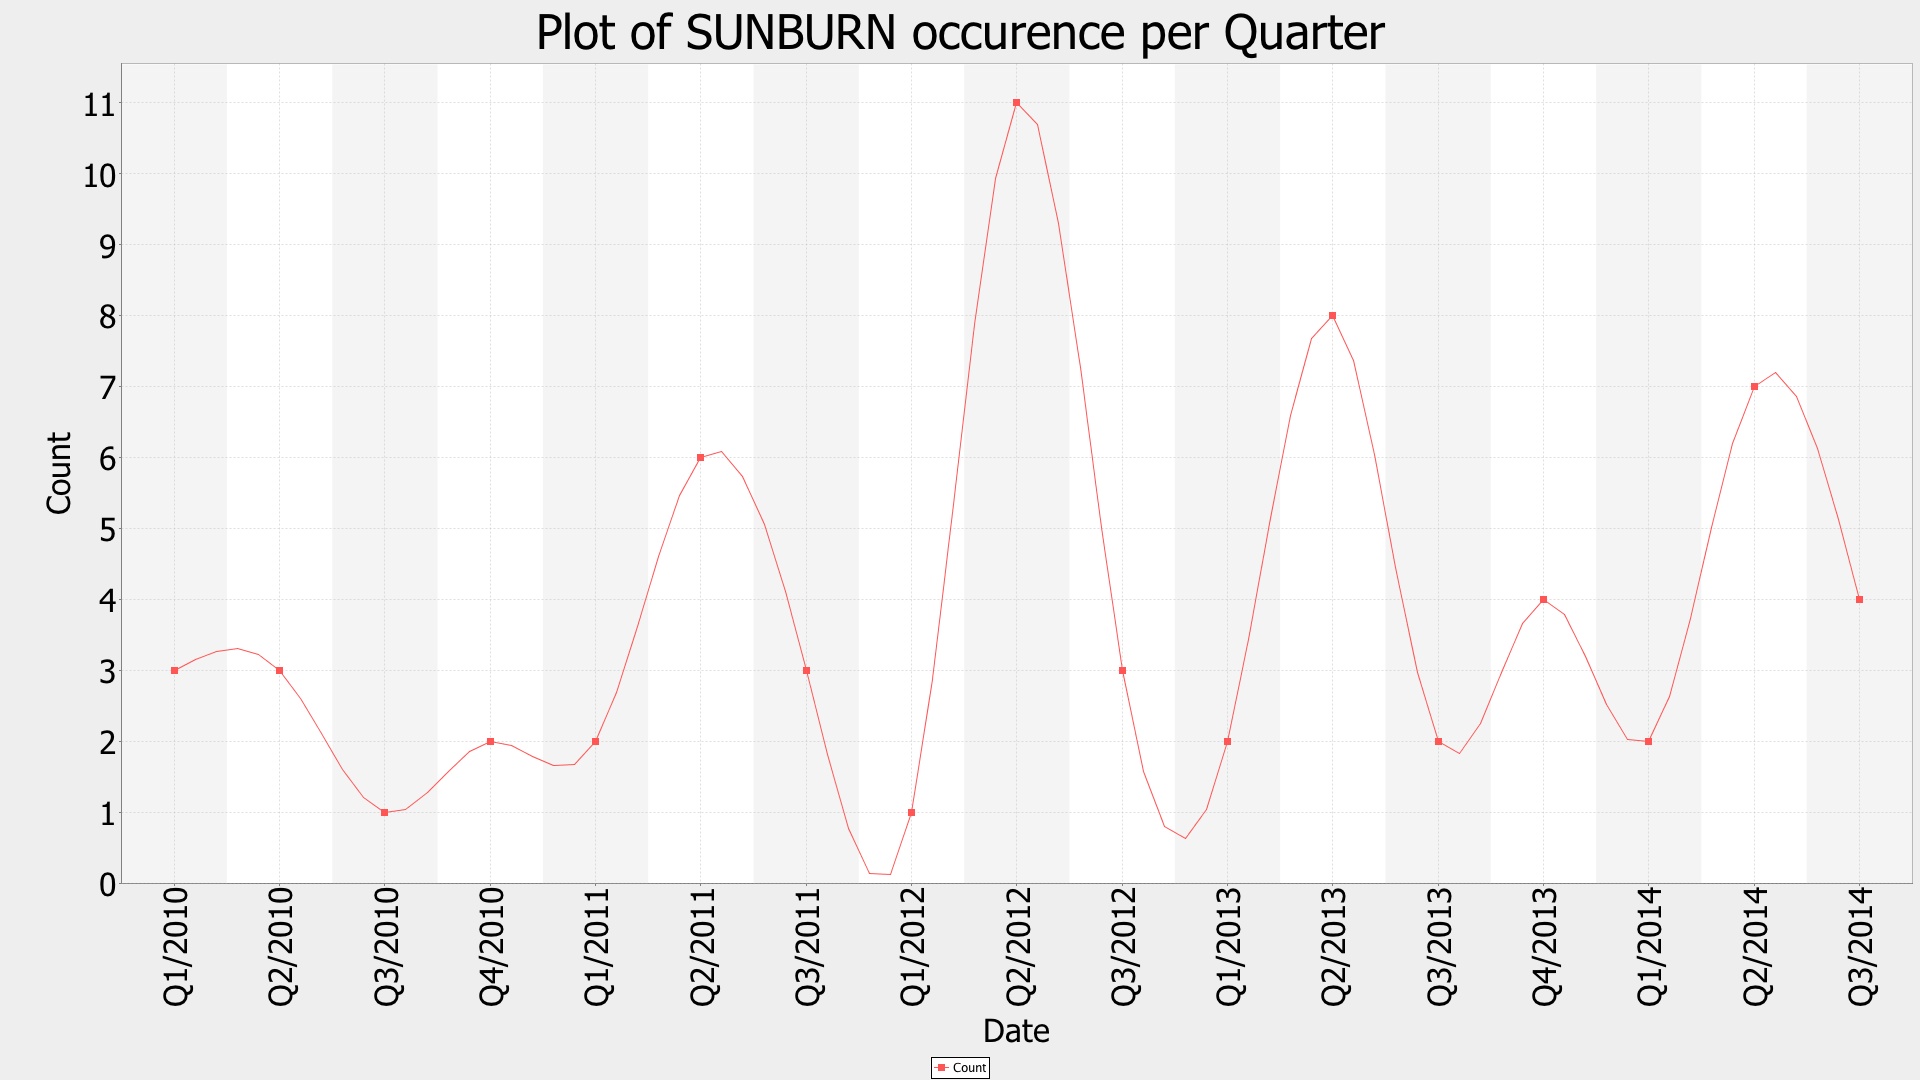 Plot of SUNBURN occurence per Quarter
Count
11
10
9
8
7
6
5
4
3
2
1
0
Q1/2010
Q2/2010
Q3/2010
Q4/2010
Q1/2011
Q2/2011
Q3/2011
Q1/2012
Q2/2012
Q3/2012
Q1/2013
Q2/2013
Q3/2013
Q4/2013
Q1/2014
Q2/2014
Q3/2014
Date
Count